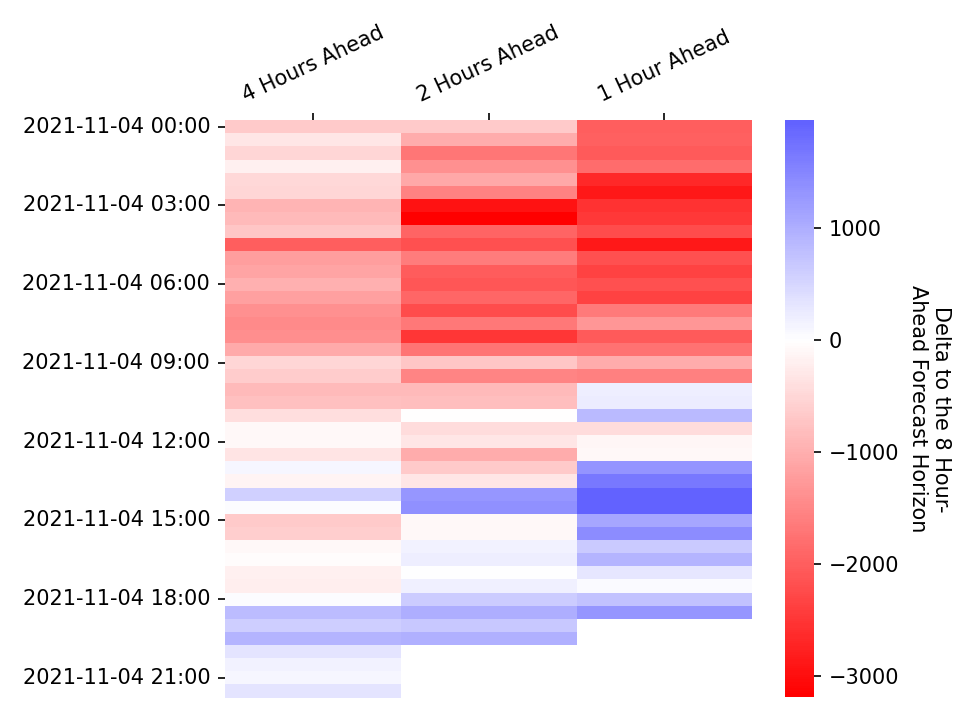 4 Hours Ahead
2 Hours Ahead
1 Hour Ahead
2021-11-04 00:00
2021-11-04 03:00
2021-11-04 06:00
2021-11-04 09:00
2021-11-04 12:00
2021-11-04 15:00
2021-11-04 18:00
2021-11-04 21:00
1000
0
−1000
−2000
−3000
Delta to the 8 Hour-
Ahead Forecast Horizon